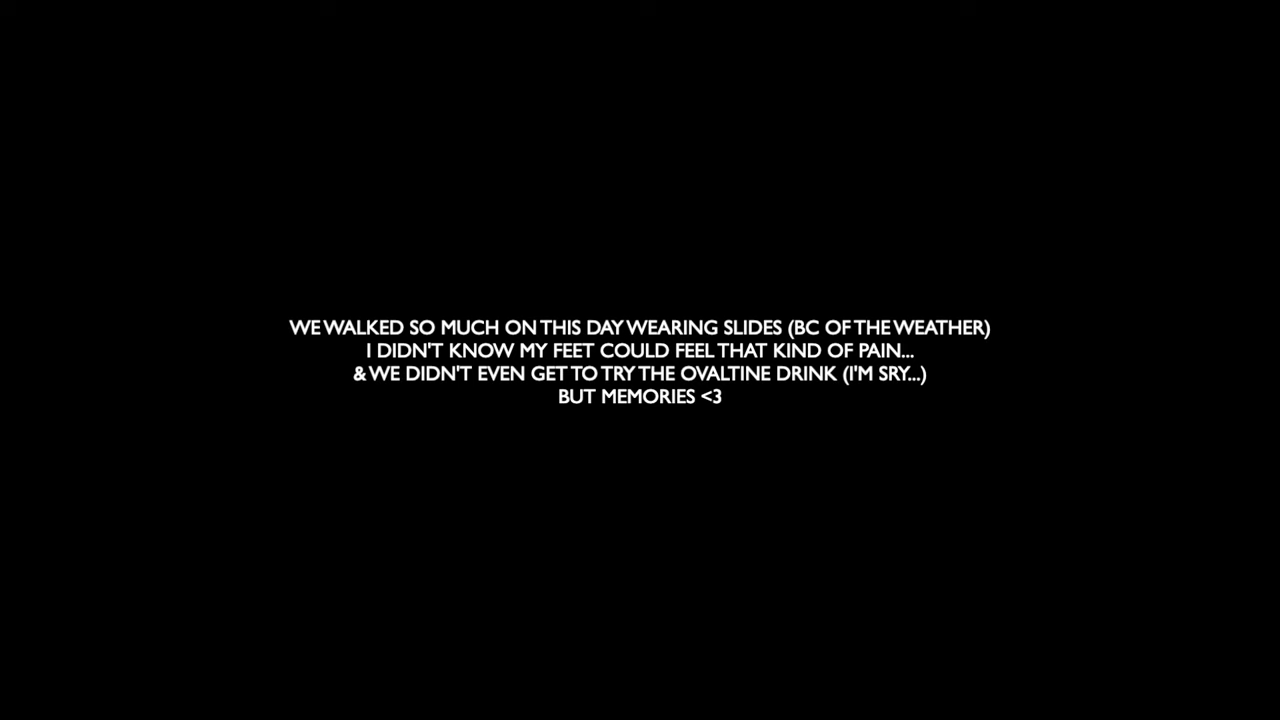 WE WALKED SO MUCH ON THIS DAY WEARING SLIDES (BC OF THE WEATHER)
I DIDN'T KNOW MY FEET COULD FEEL THAT KIND OF PAIN...
& WE DIDN'T EVEN GET TO TRY THE OVALTINE DRINK (I'M SRY...)
BUT MEMORIES <3